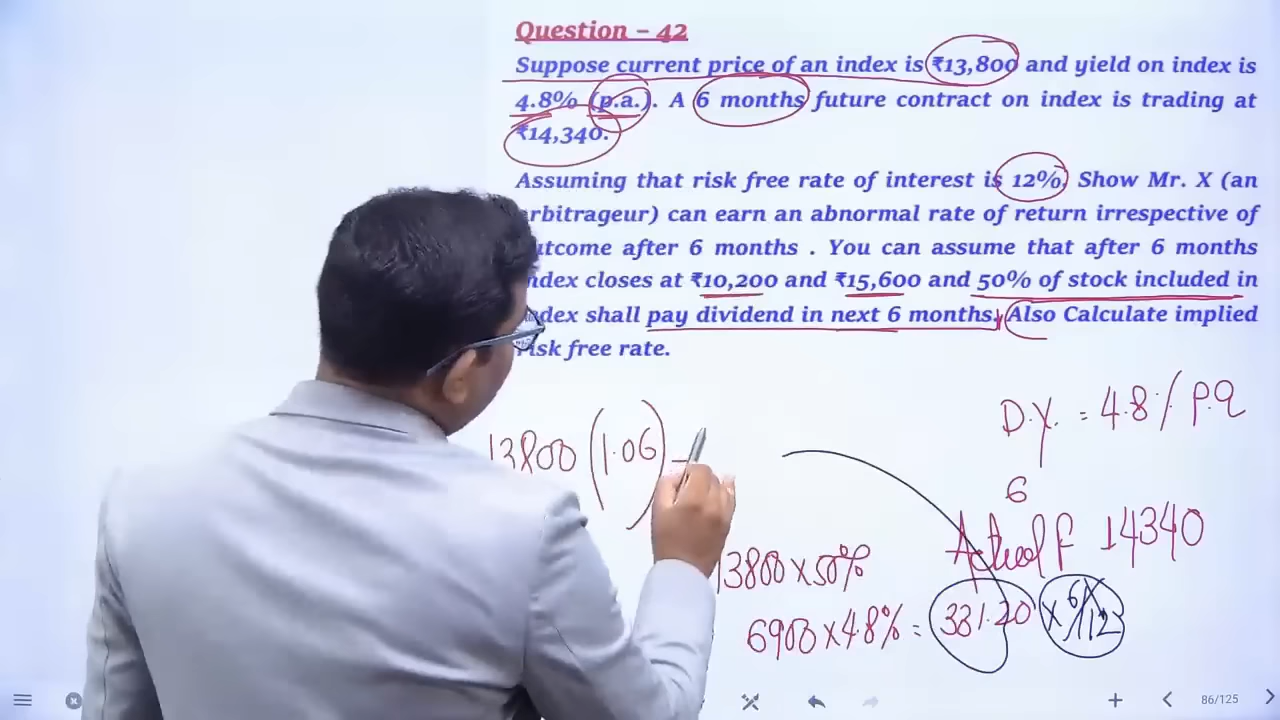 Question – 42
Suppose current price of an index is ₹13,800 and yield on index is
4.8% (p.a.). A 6 months future contract on index is trading at
₹14,340.
Assuming that risk free rate of interest is 12%. Show Mr. X (an
arbitrageur) can earn an abnormal rate of return irrespective of
outcome after 6 months . You can assume that after 6 months
index closes at ₹10,200 and ₹15,600 and 50% of stock included in
index shall pay dividend in next 6 months. Also Calculate implied
risk free rate.
D.Y. = 4.8% p.a
13800 (1.06) –
6
Actual F 14340
13800 x 50%
6900 x 4.8% = 331.20 x 6/12
86/125